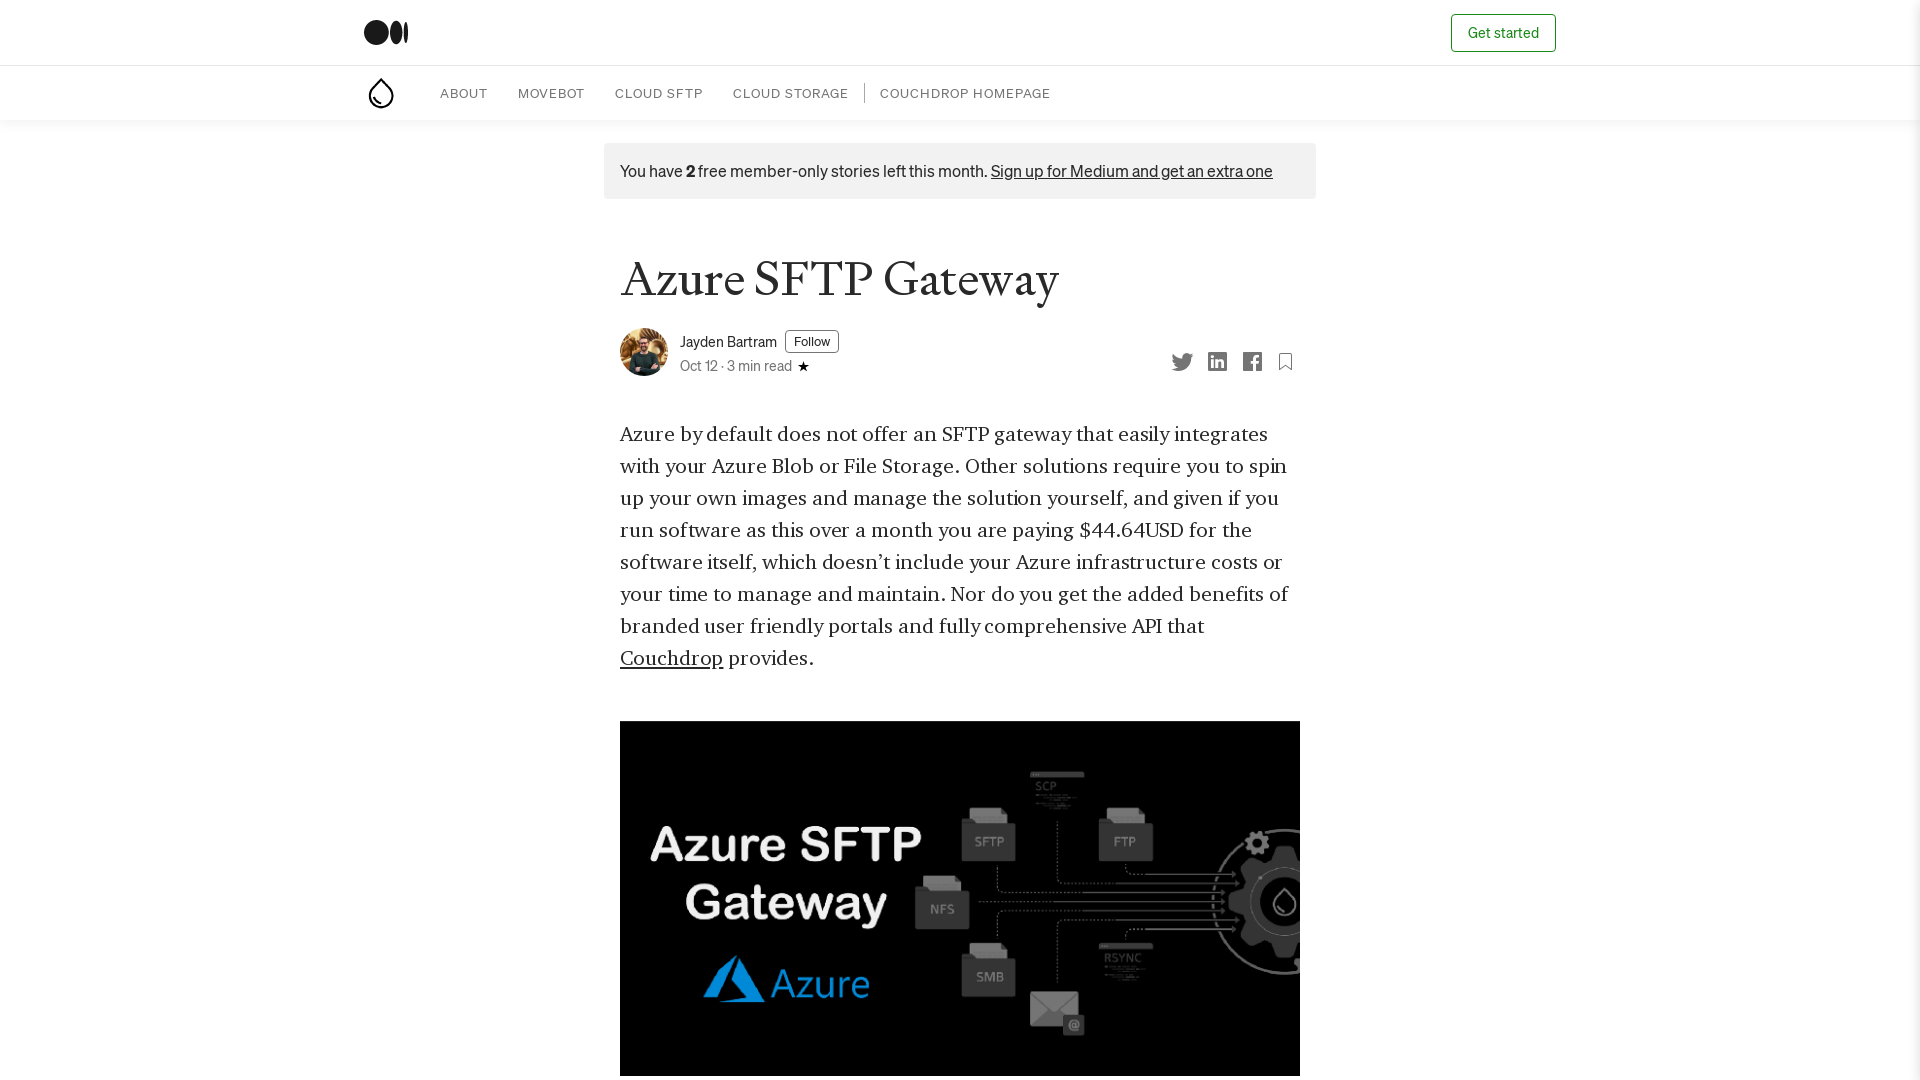 Get started
ABOUT MOVEBOT CLOUD SFTP CLOUD STORAGE COUCHDROP HOMEPAGE
You have 2 free member-only stories left this month. Sign up for Medium and get an extra one
Azure SFTP Gateway
Jayden Bartram Follow
Oct 12 · 3 min read ★
Azure by default does not offer an SFTP gateway that easily integrates
with your Azure Blob or File Storage. Other solutions require you to spin
up your own images and manage the solution yourself, and given if you
run software as this over a month you are paying $44.64USD for the
software itself, which doesn’t include your Azure infrastructure costs or
your time to manage and maintain. Nor do you get the added benefits of
branded user friendly portals and fully comprehensive API that
Couchdrop provides.
Azure SFTP
Gateway
Azure
SCP
SFTP
FTP
NFS
SMB
RSYNC
@